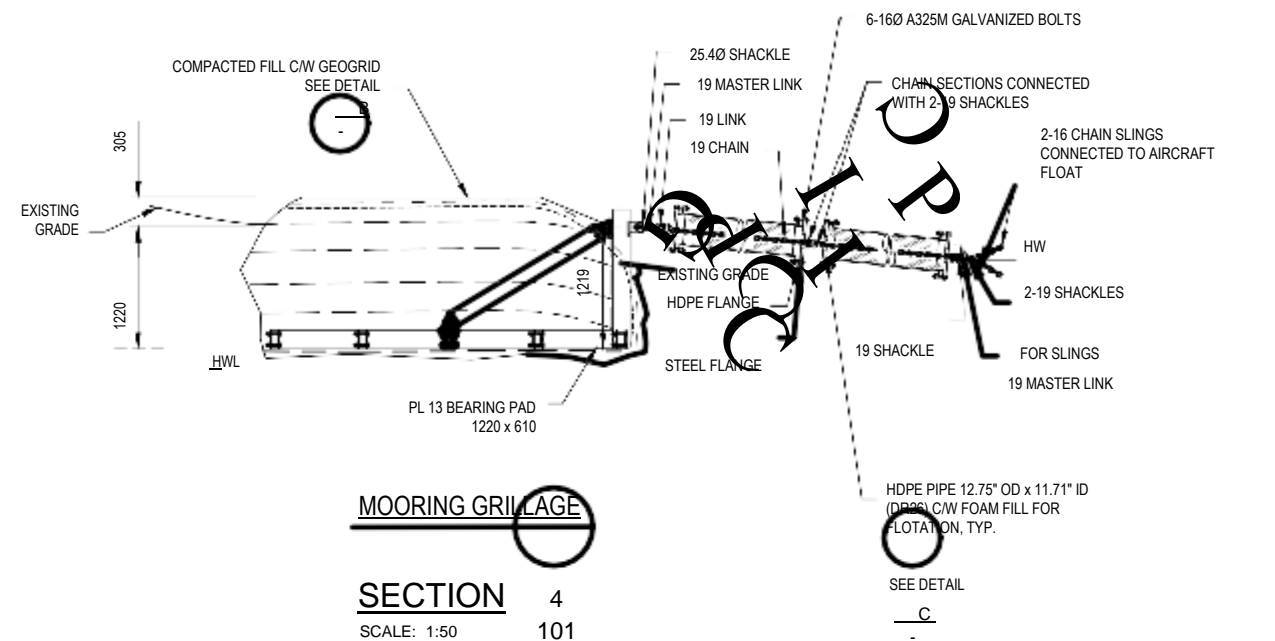 6-16Ø A325M GALVANIZED BOLTS
COMPACTED FILL C/W GEOGRID
SEE DETAIL
B
-
25.4Ø SHACKLE
19 MASTER LINK
19 LINK
19 CHAIN
CHAIN SECTIONS CONNECTED
WITH 2-19 SHACKLES
2-16 CHAIN SLINGS
CONNECTED TO AIRCRAFT
FLOAT
305
EXISTING
GRADE
1220
1219
HWL
EXISTING GRADE
HDPE FLANGE
STEEL FLANGE
HW
2-19 SHACKLES
19 SHACKLE
FOR SLINGS
19 MASTER LINK
PL 13 BEARING PAD
1220 x 610
HDPE PIPE 12.75" OD x 11.71" ID
(DR26) C/W FOAM FILL FOR
FLOTATION, TYP.
SEE DETAIL
C
-
MOORING GRILLAGE
SECTION 4
SCALE: 1:50 101